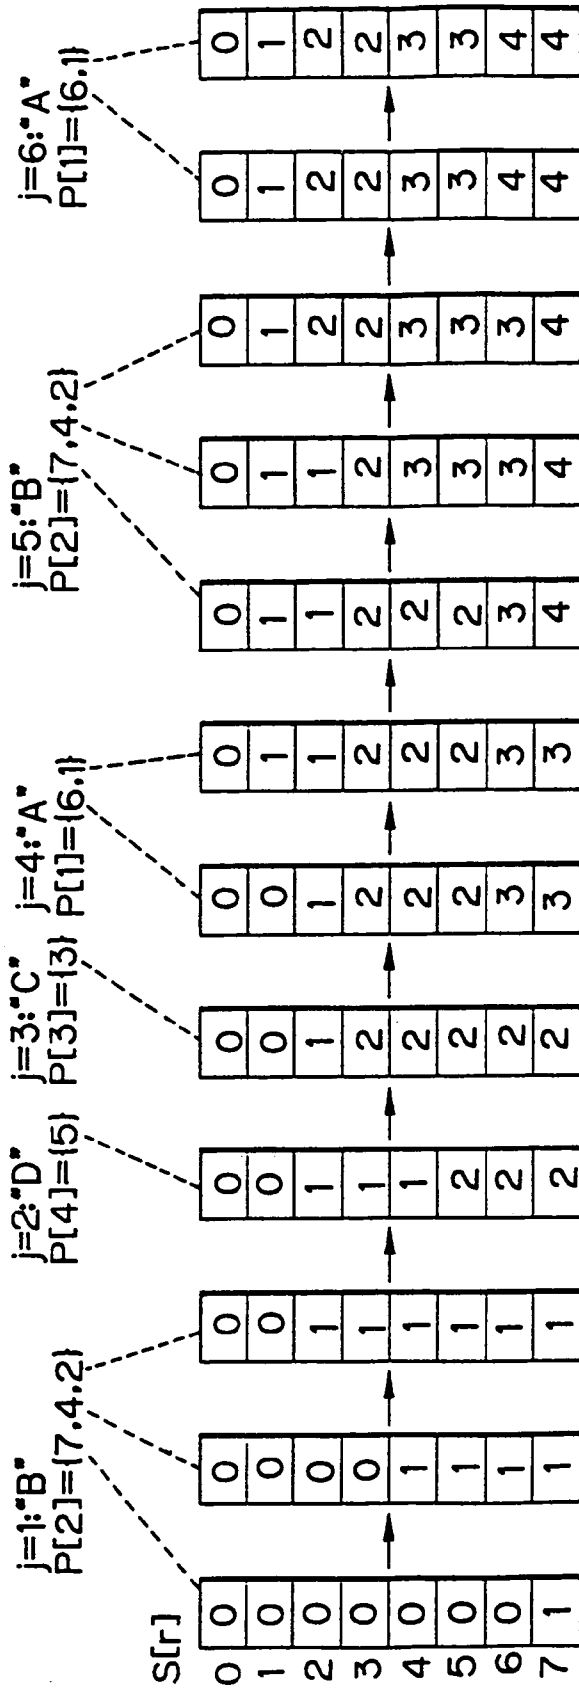 j=1:"B" j=2:"D" j=3:"C" j=4:"A" j=5:"B" j=6:"A"
P[2]={7,4,2} P[4]={5} P[3]={3} P[1]={6,1} P[2]={7,4,2} P[1]={6,1}
S[r]
0 0 0 0 0 0 0 0 0 0 0 0 0
1 0 0 0 0 0 0 1 1 1 1 1 1
2 0 0 1 1 1 1 1 1 1 2 2 2
3 0 0 1 1 2 2 2 2 2 2 2 2
4 0 1 1 1 2 2 2 2 3 3 3 3
5 0 1 1 2 2 2 2 2 3 3 3 3
6 0 1 1 2 2 3 3 3 3 3 4 4
7 1 1 1 2 2 3 3 4 4 4 4 4